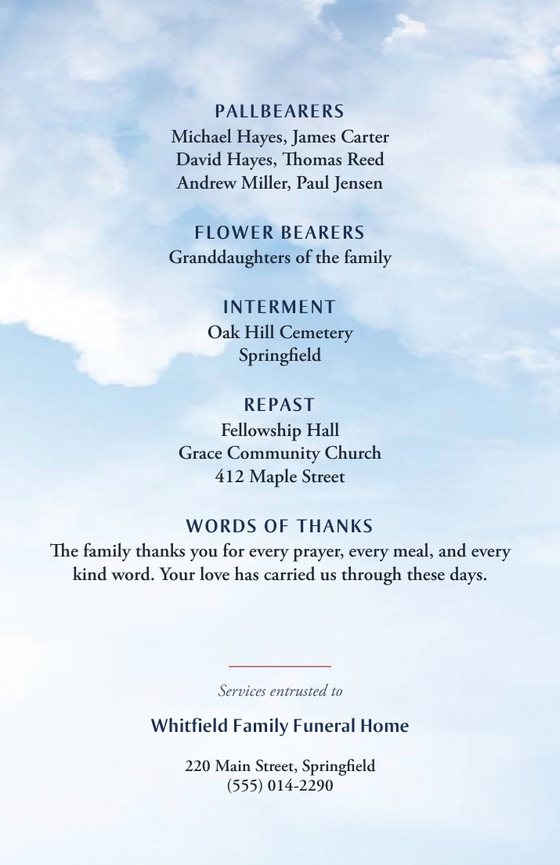 PALLBEARERS
Michael Hayes, James Carter
David Hayes, Thomas Reed
Andrew Miller, Paul Jensen
FLOWER BEARERS
Granddaughters of the family
INTERMENT
Oak Hill Cemetery
Springfield
REPAST
Fellowship Hall
Grace Community Church
412 Maple Street
WORDS OF THANKS
The family thanks you for every prayer, every meal, and every
kind word. Your love has carried us through these days.
Services entrusted to
Whitfield Family Funeral Home
220 Main Street, Springfield
(555) 014-2290